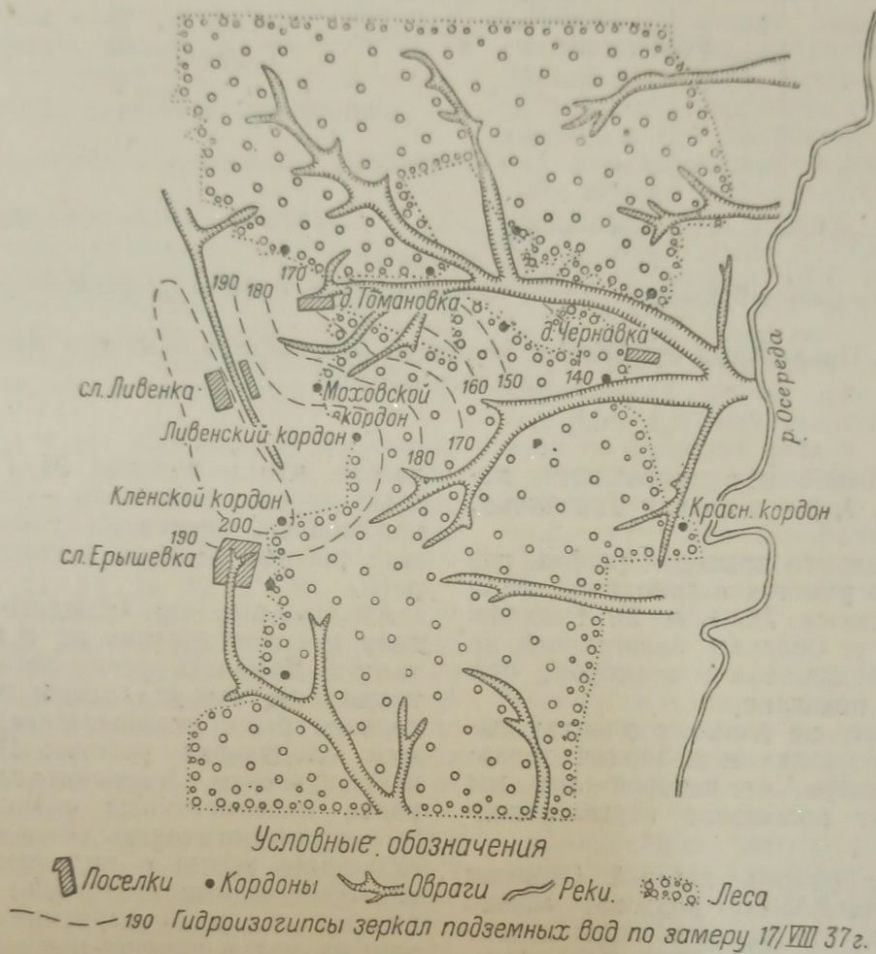 170
190
180
д. Томановка
д. Чернавка
160
150
140
сл. Ливенка
Моховской
кордон
Ливенский кордон
170
180
Кленской кордон
200
190
сл. Ерышевка
Красн. кордон
р. Осереда
Условные обозначения
Поселки
Кордоны
Овраги
Реки.
Леса
190 Гидроизогипсы зеркал подземных вод по замеру 17/VIII 37г.